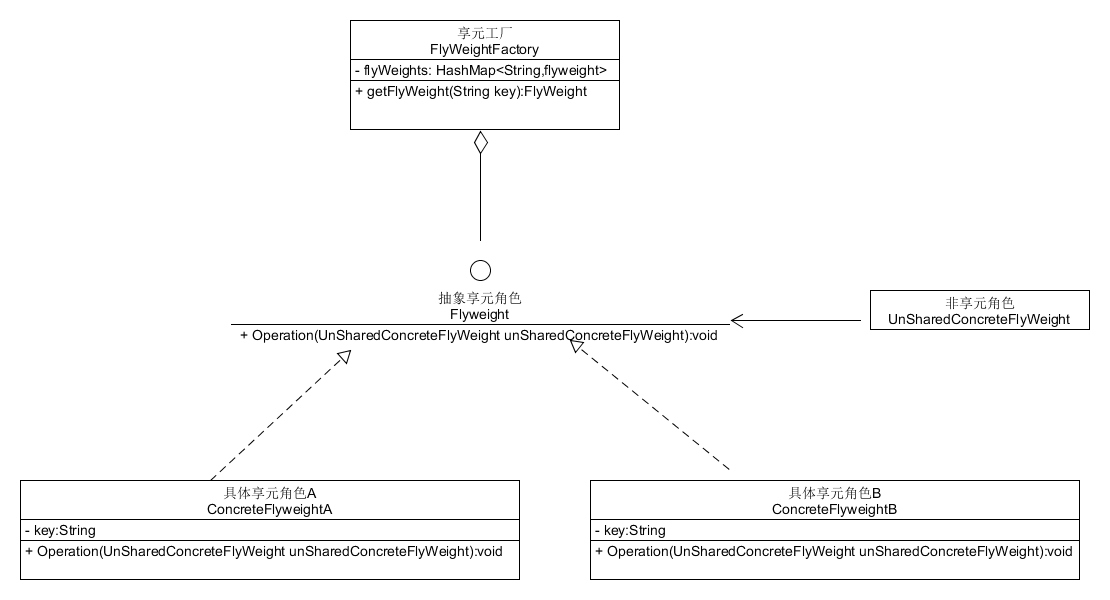 享元工厂
FlyWeightFactory
- flyWeights: HashMap<String,flyweight>
+ getFlyWeight(String key):FlyWeight
抽象享元角色
Flyweight
+ Operation(UnSharedConcreteFlyWeight unSharedConcreteFlyWeight):void
非享元角色
UnSharedConcreteFlyWeight
具体享元角色A
ConcreteFlyweightA
- key:String
+ Operation(UnSharedConcreteFlyWeight unSharedConcreteFlyWeight):void
具体享元角色B
ConcreteFlyweightB
- key:String
+ Operation(UnSharedConcreteFlyWeight unSharedConcreteFlyWeight):void